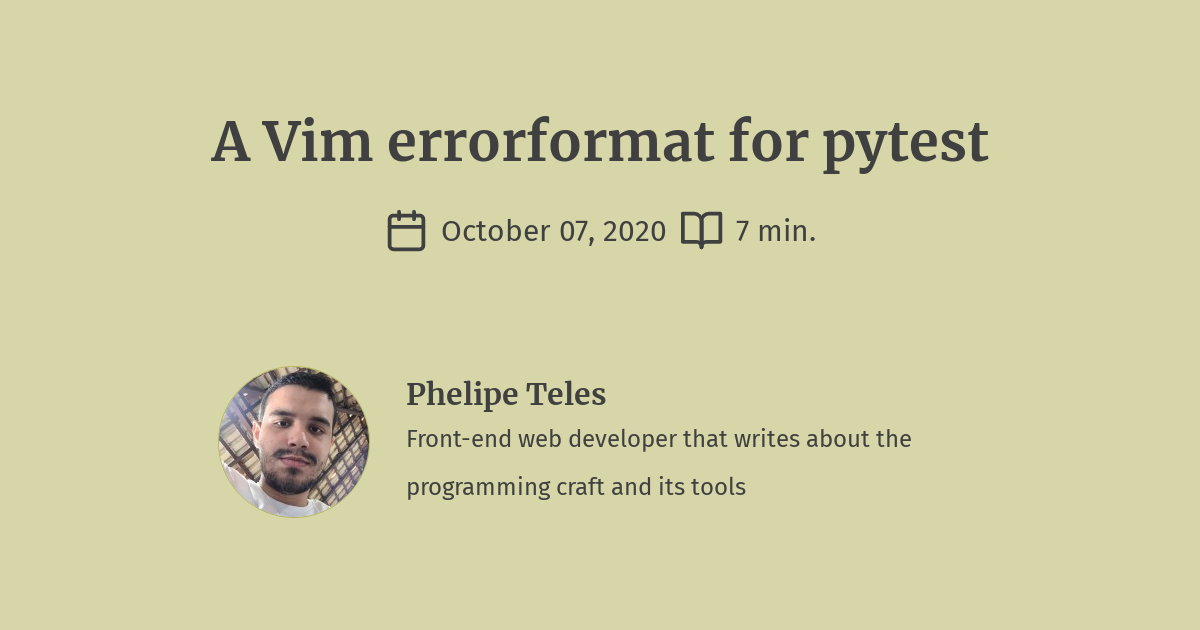 A Vim errorformat for pytest
October 07, 2020 7 min.
Phelipe Teles
Front-end web developer that writes about the
programming craft and its tools